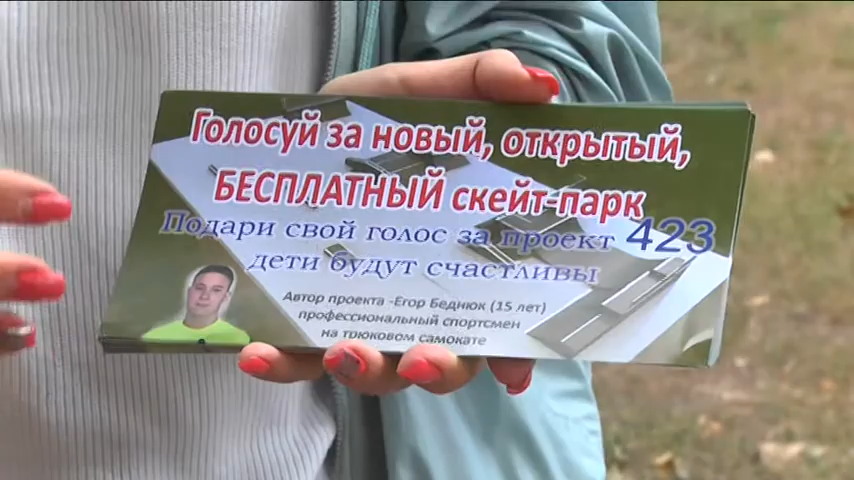 Голосуй за новый, открытый,
БЕСПЛАТНЫЙ скейт-парк
Подари свой голос за проект 423
дети будут счастливы
Автор проекта -Егор Беднюк (15 лет)
профессиональный спортсмен
на трюковом самокате